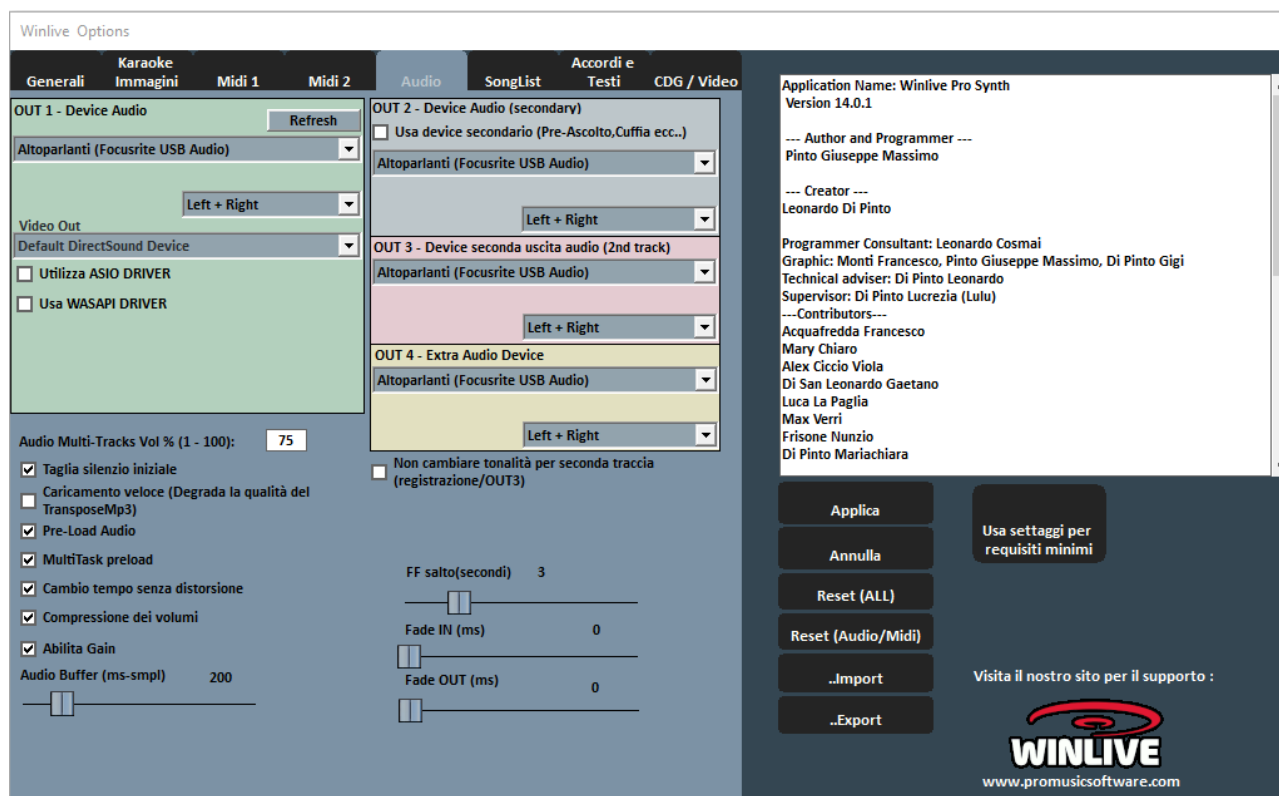 Winlive Options
Generali
Karaoke
Immagini
Midi 1
Midi 2
Audio
SongList
Accordi e
Testi
CDG / Video
OUT 1 - Device Audio
Refresh
Altoparlanti (Focusrite USB Audio)
Left + Right
Video Out
Default DirectSound Device
Utilizza ASIO DRIVER
Usa WASAPI DRIVER
OUT 2 - Device Audio (secondary)
Usa device secondario (Pre-Ascolto,Cuffia ecc..)
Altoparlanti (Focusrite USB Audio)
Left + Right
OUT 3 - Device seconda uscita audio (2nd track)
Altoparlanti (Focusrite USB Audio)
Left + Right
OUT 4 - Extra Audio Device
Altoparlanti (Focusrite USB Audio)
Left + Right
Audio Multi-Tracks Vol % (1 - 100): 75
Taglia silenzio iniziale
Caricamento veloce (Degrada la qualità del
TransposeMp3)
Pre-Load Audio
MultiTask preload
Cambio tempo senza distorsione
Compressione dei volumi
Abilita Gain
Audio Buffer (ms-smpl) 200
Non cambiare tonalità per seconda traccia
(registrazione/OUT3)
FF salto(secondi) 3
Fade IN (ms) 0
Fade OUT (ms) 0
Application Name: Winlive Pro Synth
Version 14.0.1
--- Author and Programmer ---
Pinto Giuseppe Massimo
--- Creator ---
Leonardo Di Pinto
Programmer Consultant: Leonardo Cosmai
Graphic: Monti Francesco, Pinto Giuseppe Massimo, Di Pinto Gigi
Technical adviser: Di Pinto Leonardo
Supervisor: Di Pinto Lucrezia (Lulu)
---Contributors---
Acquafredda Francesco
Mary Chiaro
Alex Ciccio Viola
Di San Leonardo Gaetano
Luca La Paglia
Max Verri
Frisone Nunzio
Di Pinto Mariachiara
Applica
Annulla
Reset (ALL)
Reset (Audio/Midi)
..Import
..Export
Usa settaggi per
requisiti minimi
Visita il nostro sito per il supporto :
WINLIVE
www.promusicsoftware.com